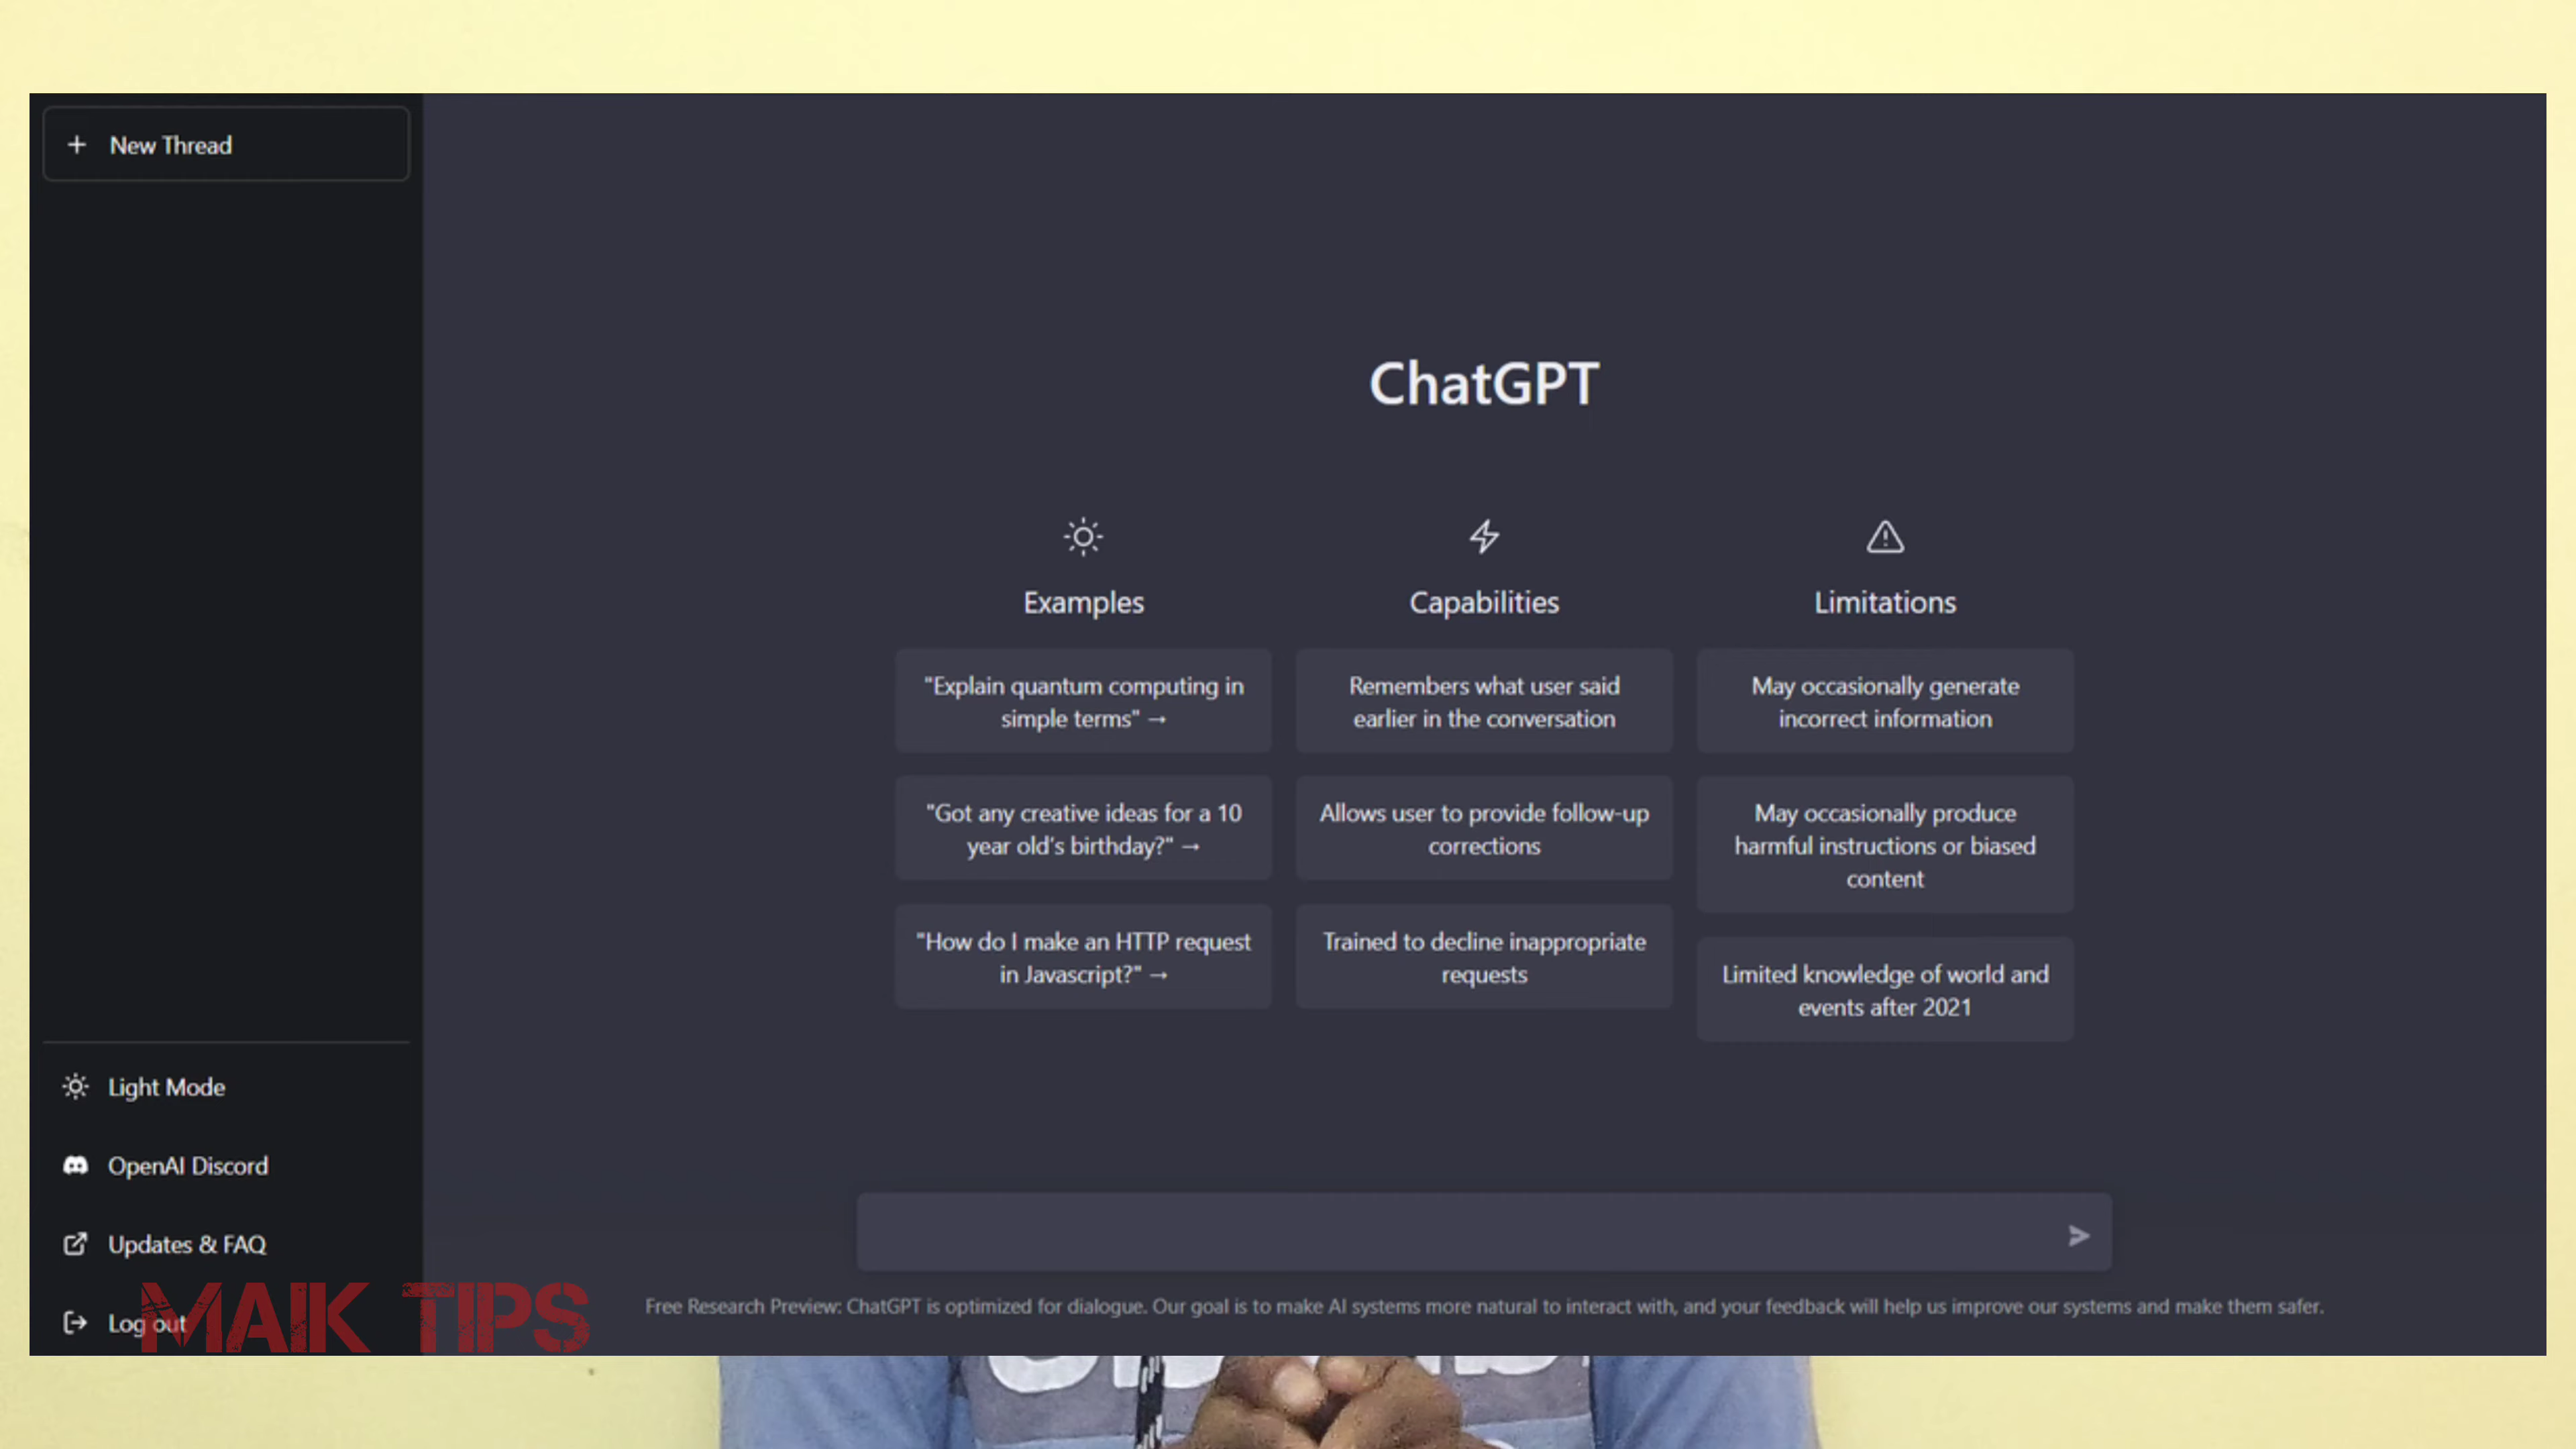 New Thread
ChatGPT
Examples
"Explain quantum computing in
simple terms" →
"Got any creative ideas for a 10
year old's birthday?" →
"How do I make an HTTP request
in Javascript?" →
Capabilities
Remembers what user said
earlier in the conversation
Allows user to provide follow-up
corrections
Trained to decline inappropriate
requests
Limitations
May occasionally generate
incorrect information
May occasionally produce
harmful instructions or biased
content
Limited knowledge of world and
events after 2021
Light Mode
OpenAI Discord
Updates & FAQ
Log out
MAIK TIPS
Free Research Preview: ChatGPT is optimized for dialogue. Our goal is to make AI systems more natural to interact with, and your feedback will help us improve our systems and make them safer.